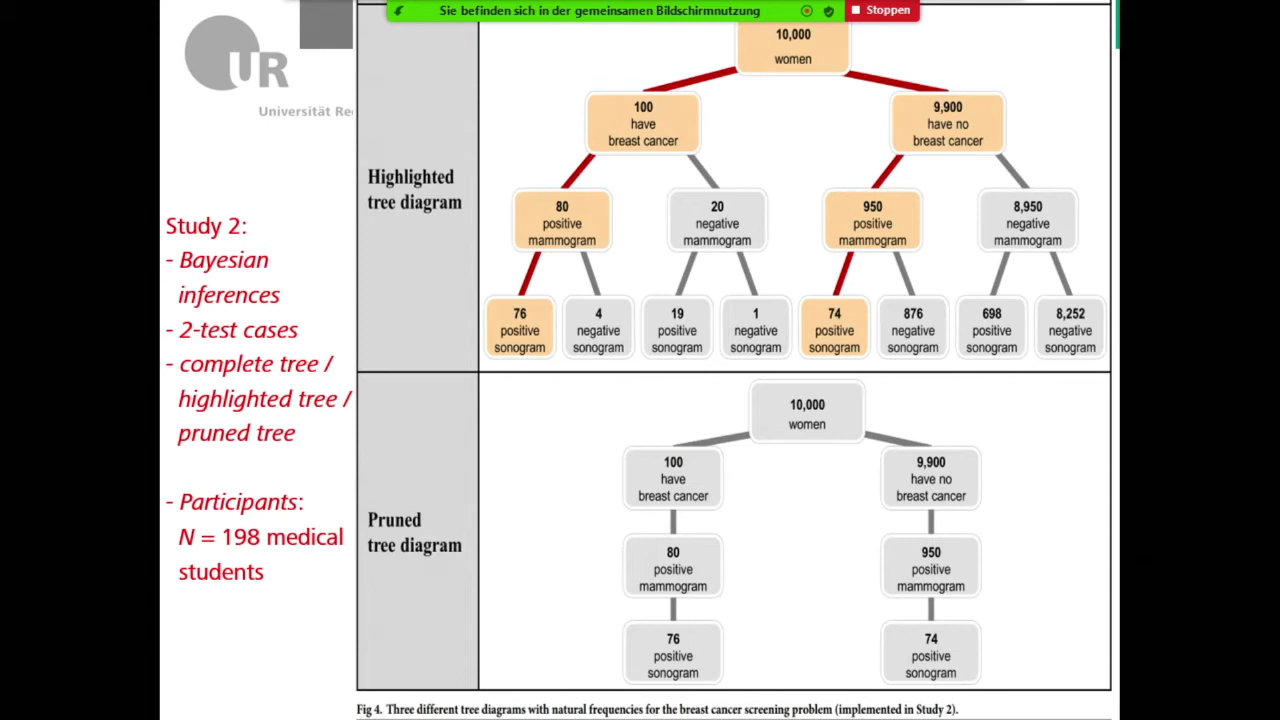 Sie befinden sich in der gemeinsamen Bildschirmnutzung
Stoppen
UR
Universität Re
Study 2:
- Bayesian
inferences
- 2-test cases
- complete tree /
highlighted tree /
pruned tree
- Participants:
N = 198 medical
students
Highlighted
tree diagram
10,000
women
100
have
breast cancer
9,900
have no
breast cancer
80
positive
mammogram
20
negative
mammogram
950
positive
mammogram
8,950
negative
mammogram
76
positive
sonogram
4
negative
sonogram
19
positive
sonogram
1
negative
sonogram
74
positive
sonogram
876
negative
sonogram
698
positive
sonogram
8,252
negative
sonogram
Pruned
tree diagram
10,000
women
100
have
breast cancer
9,900
have no
breast cancer
80
positive
mammogram
950
positive
mammogram
76
positive
sonogram
74
positive
sonogram
Fig 4. Three different tree diagrams with natural frequencies for the breast cancer screening problem (implemented in Study 2).